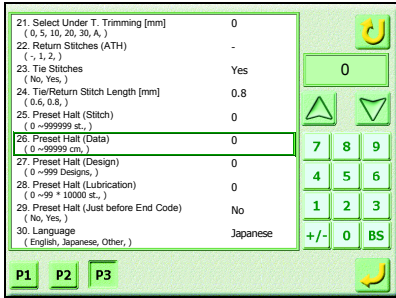 21. Select Under T. Trimming [mm] 0
( 0, 5, 10, 20, 30, A, )
22. Return Stitches (ATH) -
( -, 1, 2, )
23. Tie Stitches Yes
( No, Yes, )
24. Tie/Return Stitch Length [mm] 0.8
( 0.6, 0.8, )
25. Preset Halt (Stitch) 0
( 0 ~999999 st., )
26. Preset Halt (Data) 0
( 0 ~99999 cm, )
27. Preset Halt (Design) 0
( 0 ~999 Designs, )
28. Preset Halt (Lubrication) 0
( 0 ~99 * 10000 st., )
29. Preset Halt (Just before End Code) No
( No, Yes, )
30. Language Japanese
( English, Japanese, Other, )
0
7 8 9
4 5 6
1 2 3
+/- 0 BS
P1 P2 P3